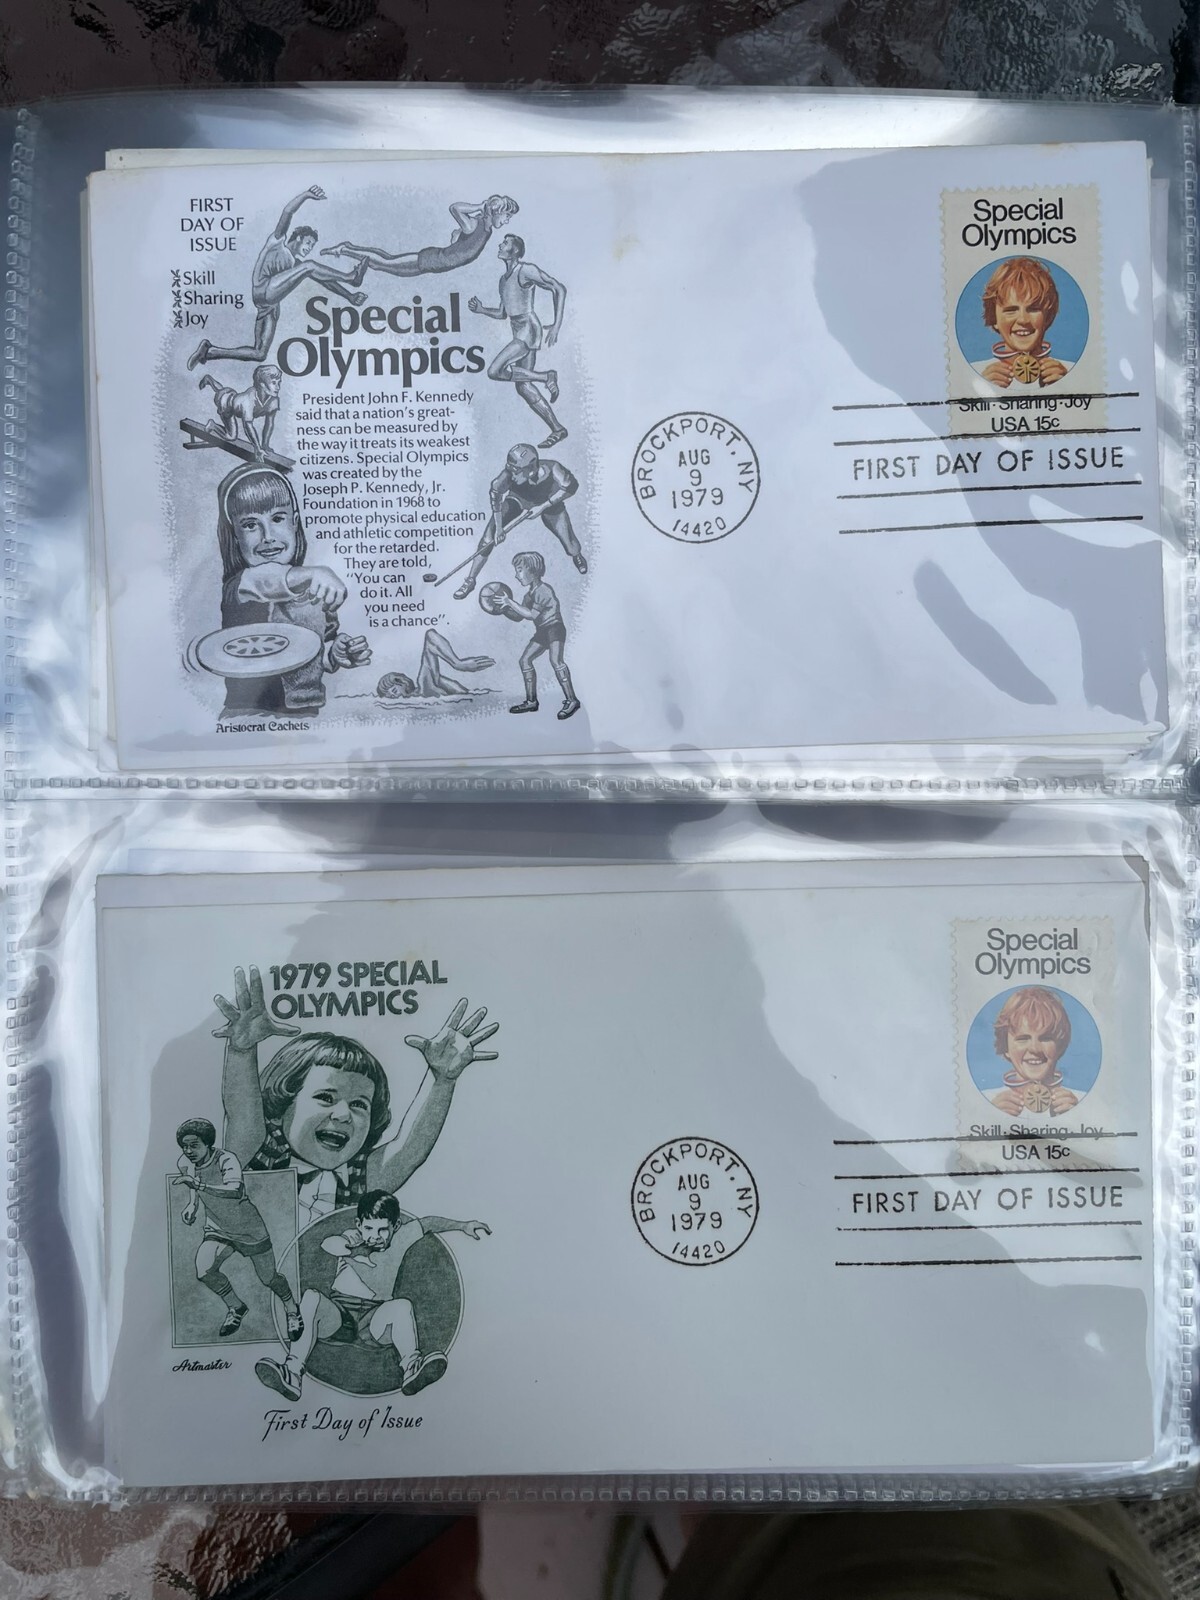 FIRST
DAY OF
ISSUE
Skill
Sharing
Joy
Special
Olympics
President John F. Kennedy
said that a nation's great-
ness can be measured by
the way it treats its weakest
citizens. Special Olympics
was created by the
Joseph P. Kennedy, Jr.
Foundation in 1968 to
promote physical education
and athletic competition
for the retarded.
They are told,
"You can
do it. All
you need
is a chance".
Aristocrat Cachets
Special
Olympics
Skill·Sharing·Joy
USA 15c
BROCKPORT, NY
AUG
9
1979
14420
FIRST DAY OF ISSUE
1979 SPECIAL
OLYMPICS
Artmaster
First Day of Issue
Special
Olympics
Skill·Sharing·Joy
USA 15c
BROCKPORT, NY
AUG
9
1979
14420
FIRST DAY OF ISSUE